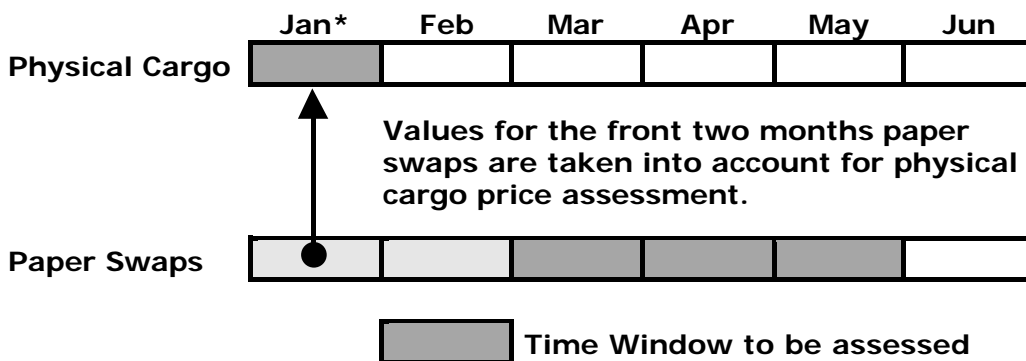 Jan* Feb Mar Apr May Jun
Physical Cargo
Values for the front two months paper
swaps are taken into account for physical
cargo price assessment.
Paper Swaps
Time Window to be assessed